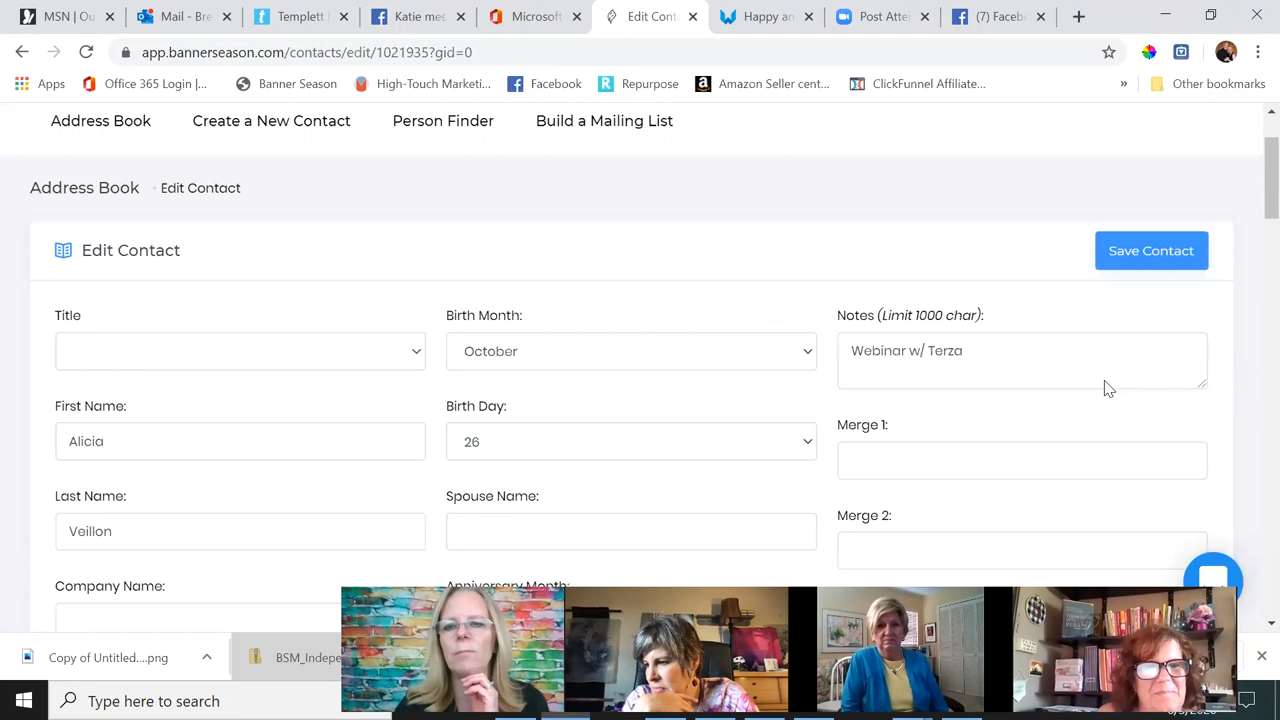 MSN | Ou
Mail - Bre
Templett
Katie mes
Microsoft
Edit Cont
Happy an
Post Atte
(7) Faceb
app.bannerseason.com/contacts/edit/1021935?gid=0
Apps
Office 365 Login |...
Banner Season
High-Touch Marketi...
Facebook
Repurpose
Amazon Seller cent...
ClickFunnel Affiliate...
»
Other bookmarks
Address Book
Create a New Contact
Person Finder
Build a Mailing List
Address Book
Edit Contact
Edit Contact
Save Contact
Title
Birth Month:
Notes (Limit 1000 char):
October
Webinar w/ Terza
First Name:
Birth Day:
Merge 1:
Alicia
26
Last Name:
Spouse Name:
Merge 2:
Veillon
Company Name:
Anniversary Month:
Copy of Untitled....png
BSM_Indepe
Type here to search